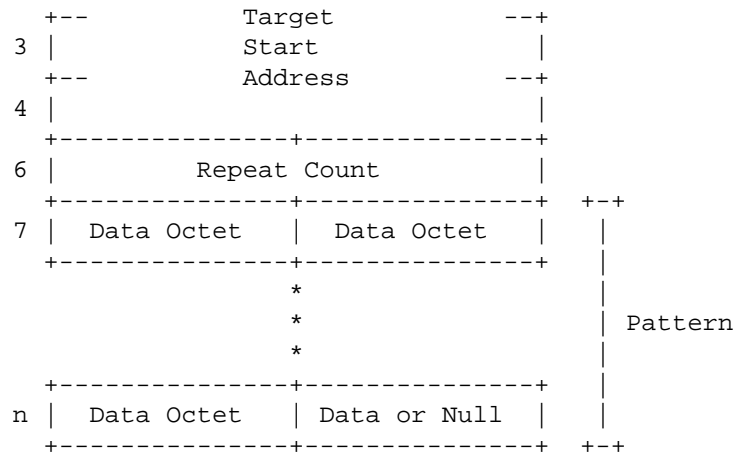 +-- Target --+
3 | Start |
+-- Address --+
4 | |
+---------------+---------------+
6 | Repeat Count |
+---------------+---------------+ +-+
7 | Data Octet | Data Octet | |
+---------------+---------------+ |
* |
* | Pattern
* |
+---------------+---------------+ |
n | Data Octet | Data or Null | |
+---------------+---------------+ +-+